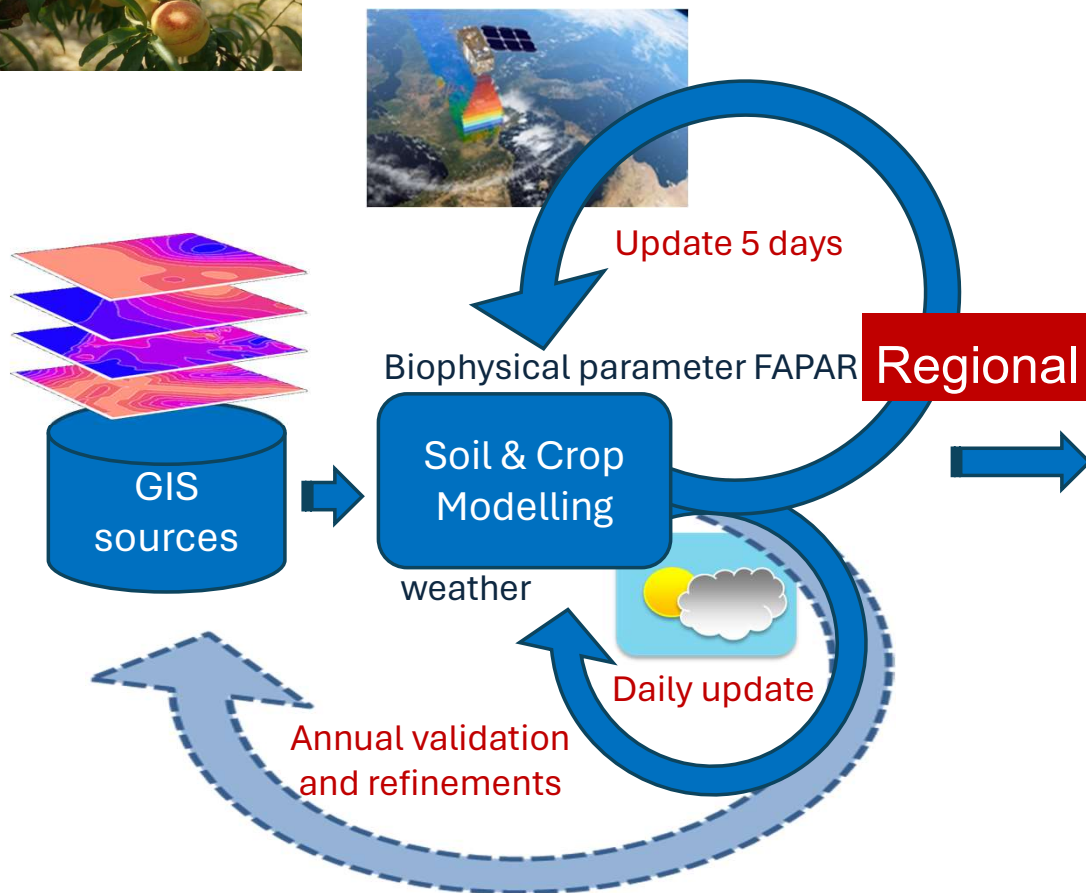 Update 5 days
Biophysical parameter FAPAR
Regional
GIS
sources
Soil & Crop
Modelling
weather
Daily update
Annual validation
and refinements